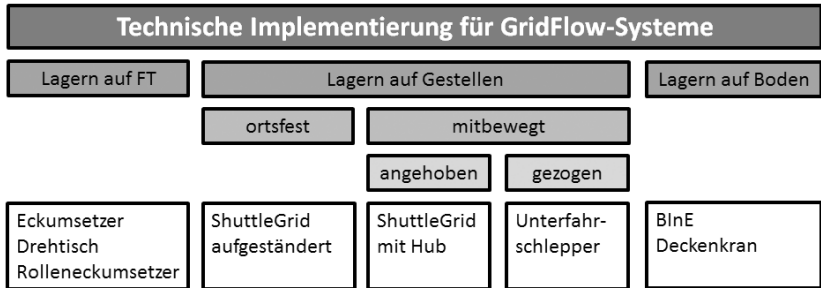 Technische Implementierung für GridFlow-Systeme
Lagern auf FT
Lagern auf Gestellen
Lagern auf Boden
ortsfest
mitbewegt
angehoben
gezogen
Eckumsetzer
Drehtisch
Rolleneckumsetzer
ShuttleGrid
aufgeständert
ShuttleGrid
mit Hub
Unterfahr-
schlepper
BInE
Deckenkran